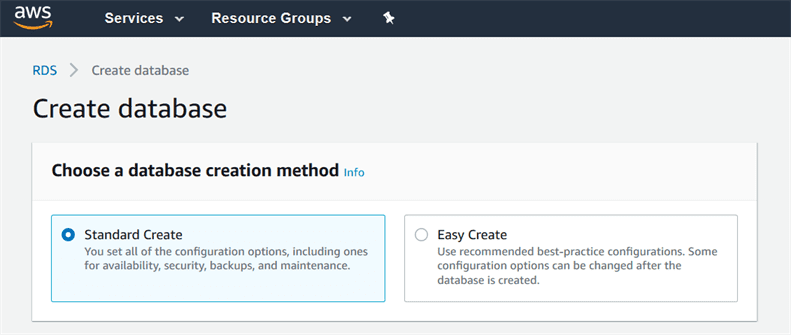 aws
Services
Resource Groups
RDS
Create database
Create database
Choose a database creation method Info
Standard Create
You set all of the configuration options, including ones
for availability, security, backups, and maintenance.
Easy Create
Use recommended best-practice configurations. Some
configuration options can be changed after the
database is created.